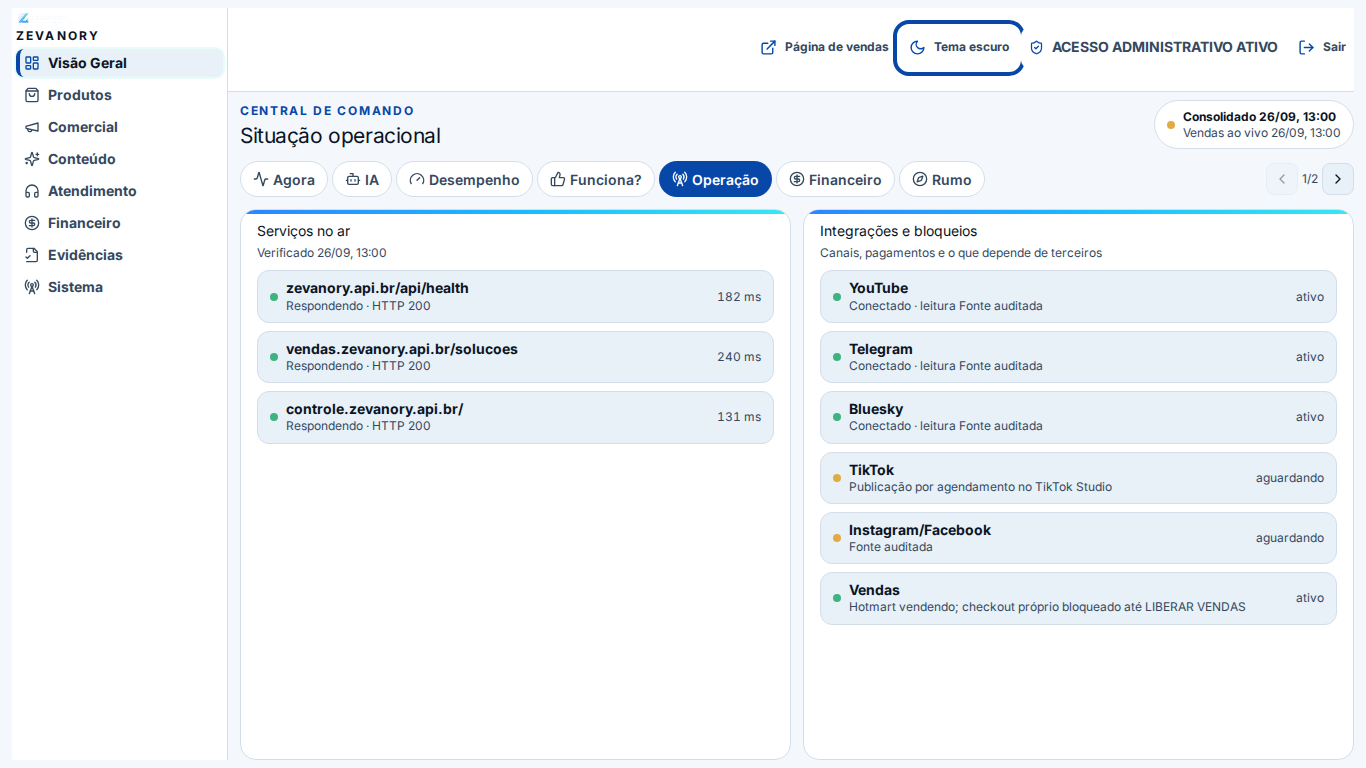 ZEVANORY
Visão Geral
Produtos
Comercial
Conteúdo
Atendimento
Financeiro
Evidências
Sistema
Página de vendas
Tema escuro
ACESSO ADMINISTRATIVO ATIVO
Sair
CENTRAL DE COMANDO
Situação operacional
Consolidado 26/09, 13:00
Vendas ao vivo 26/09, 13:00
Agora
IA
Desempenho
Funciona?
Operação
Financeiro
Rumo
1/2
Serviços no ar
Verificado 26/09, 13:00
zevanory.api.br/api/health
Respondendo · HTTP 200
182 ms
vendas.zevanory.api.br/solucoes
Respondendo · HTTP 200
240 ms
controle.zevanory.api.br/
Respondendo · HTTP 200
131 ms
Integrações e bloqueios
Canais, pagamentos e o que depende de terceiros
YouTube
Conectado · leitura Fonte auditada
ativo
Telegram
Conectado · leitura Fonte auditada
ativo
Bluesky
Conectado · leitura Fonte auditada
ativo
TikTok
Publicação por agendamento no TikTok Studio
aguardando
Instagram/Facebook
Fonte auditada
aguardando
Vendas
Hotmart vendendo; checkout próprio bloqueado até LIBERAR VENDAS
ativo